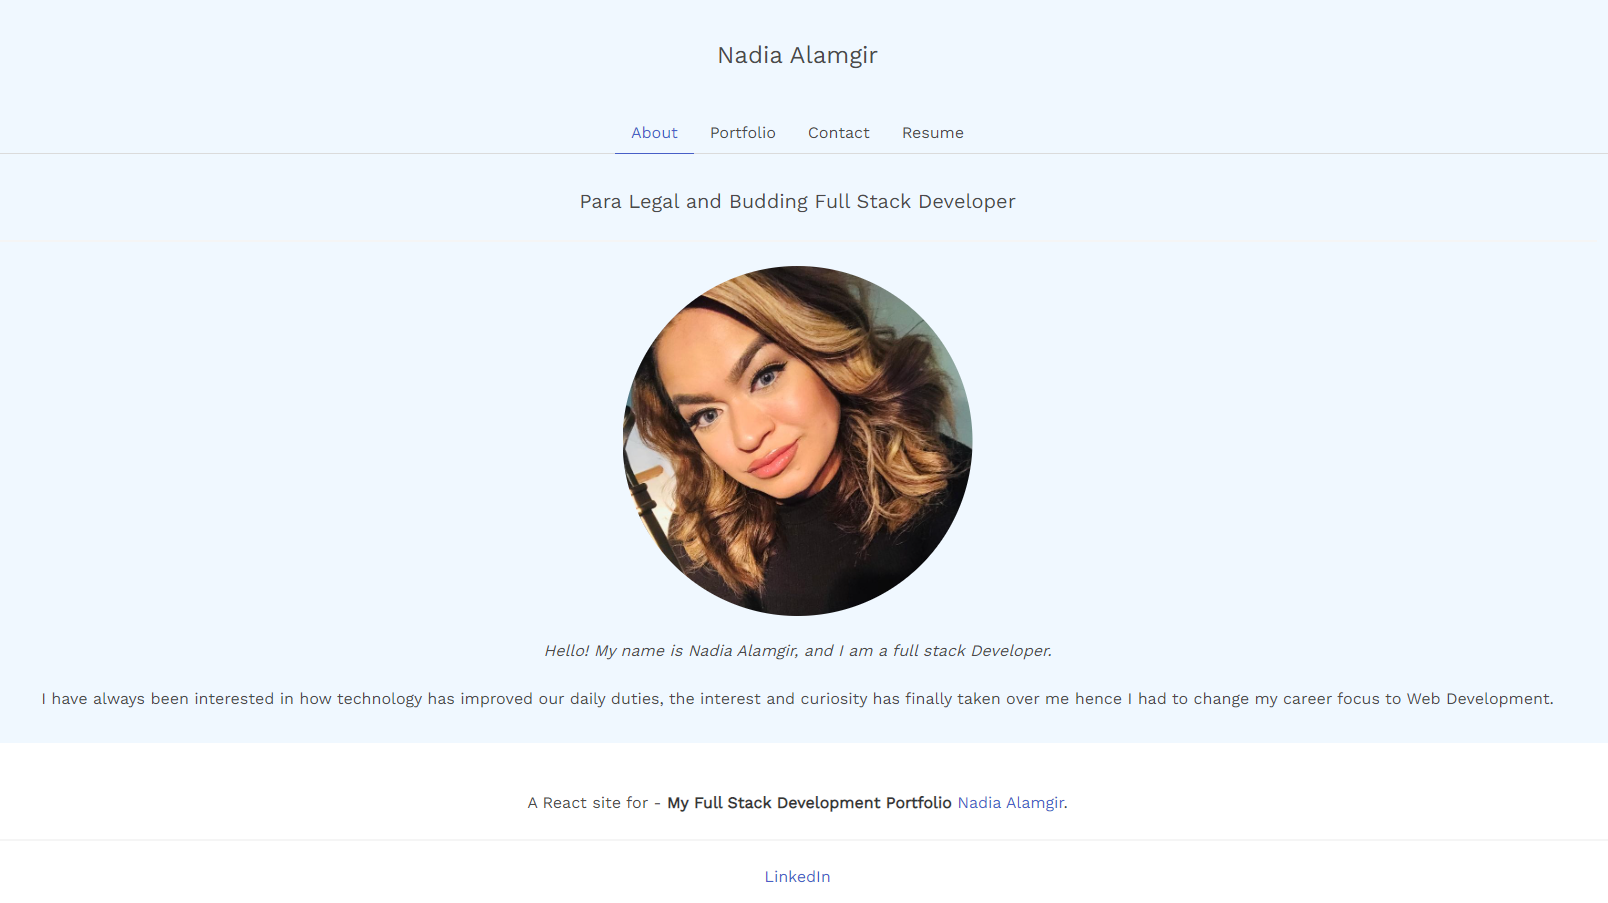 Nadia Alamgir
About Portfolio Contact Resume
Para Legal and Budding Full Stack Developer
Hello! My name is Nadia Alamgir, and I am a full stack Developer.
I have always been interested in how technology has improved our daily duties, the interest and curiosity has finally taken over me hence I had to change my career focus to Web Development.
A React site for - My Full Stack Development Portfolio Nadia Alamgir.
LinkedIn